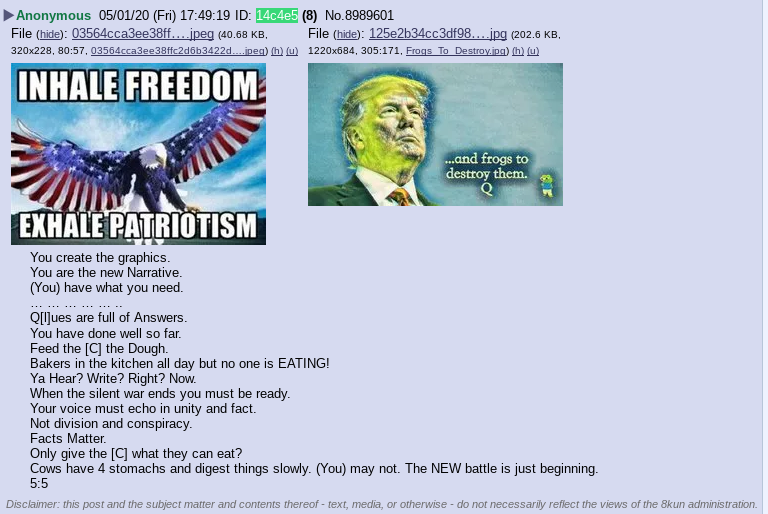 ▶Anonymous 05/01/20 (Fri) 17:49:19 ID: 14c4e5 (8) No.8989601
File (hide): 03564cca3ee38ff….jpeg (40.68 KB, 320x228, 80:57, 03564cca3ee38ffc2d6b3422d….jpeg) (h) (u)
File (hide): 125e2b34cc3df98….jpg (202.6 KB, 1220x684, 305:171, Frogs_To_Destroy.jpg) (h) (u)
INHALE FREEDOM
EXHALE PATRIOTISM
...and frogs to
destroy them.
Q
You create the graphics.
You are the new Narrative.
(You) have what you need.
… … … … … ..
Q[l]ues are full of Answers.
You have done well so far.
Feed the [C] the Dough.
Bakers in the kitchen all day but no one is EATING!
Ya Hear? Write? Right? Now.
When the silent war ends you must be ready.
Your voice must echo in unity and fact.
Not division and conspiracy.
Facts Matter.
Only give the [C] what they can eat?
Cows have 4 stomachs and digest things slowly. (You) may not. The NEW battle is just beginning.
5:5
Disclaimer: this post and the subject matter and contents thereof - text, media, or otherwise - do not necessarily reflect the views of the 8kun administration.